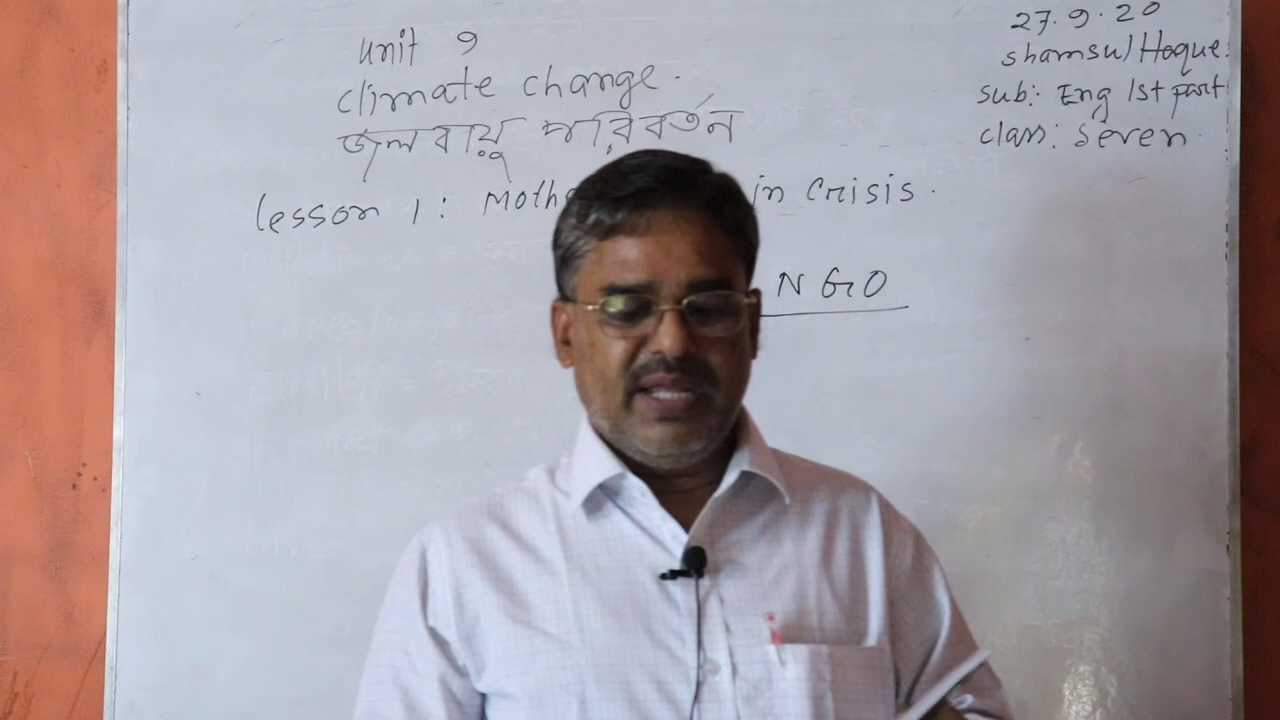 27.9.20
Shamsul Hoque.
Sub: Eng 1st part
class: Seven
Unit 9
climate change.
জলবায়ু পরিবর্তন
Lesson 1: in Crisis.
NGO